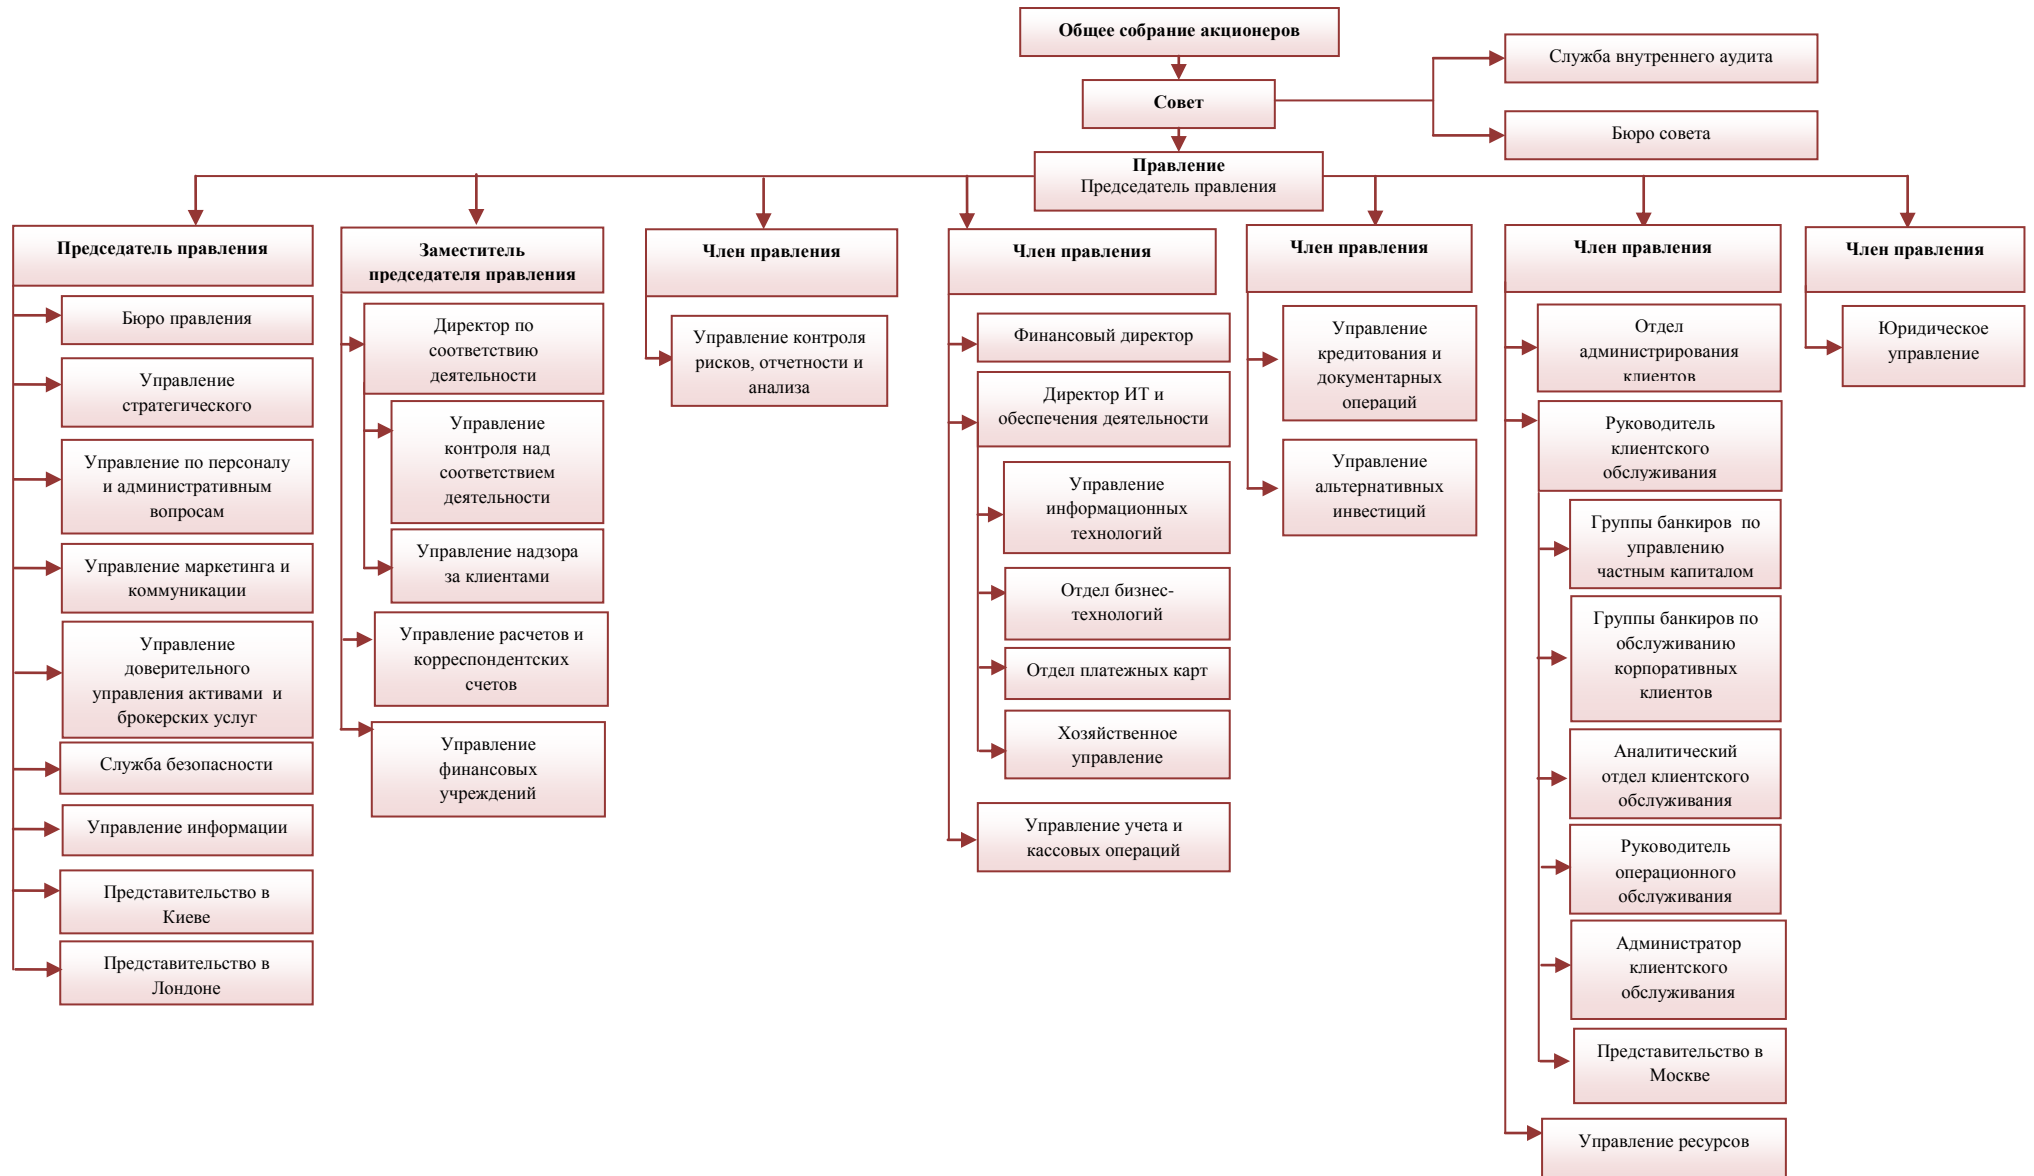 Общее собрание акционеров
Служба внутреннего аудита
Совет
Бюро совета
Правление
Председатель правления
Председатель правления
Бюро правления
Управление
стратегического
Управление по персоналу
и административным
вопросам
Управление маркетинга и
коммуникации
Управление
доверительного
управления активами и
брокерских услуг
Служба безопасности
Управление информации
Представительство в
Киеве
Представительство в
Лондоне
Заместитель
председателя правления
Директор по
соответствию
деятельности
Управление
контроля над
соответствием
деятельности
Управление надзора
за клиентами
Управление расчетов и
корреспондентских
счетов
Управление
финансовых
учреждений
Член правления
Управление контроля
рисков, отчетности и
анализа
Член правления
Финансовый директор
Директор ИТ и
обеспечения деятельности
Управление
информационных
технологий
Отдел бизнес-
технологий
Отдел платежных карт
Хозяйственное
управление
Управление учета и
кассовых операций
Член правления
Управление
кредитования и
документарных
операций
Управление
альтернативных
инвестиций
Член правления
Отдел
администрирования
клиентов
Руководитель
клиентского
обслуживания
Группы банкиров по
управлению
частным капиталом
Группы банкиров по
обслуживанию
корпоративных
клиентов
Аналитический
отдел клиентского
обслуживания
Руководитель
операционного
обслуживания
Администратор
клиентского
обслуживания
Представительство в
Москве
Управление ресурсов
Член правления
Юридическое
управление